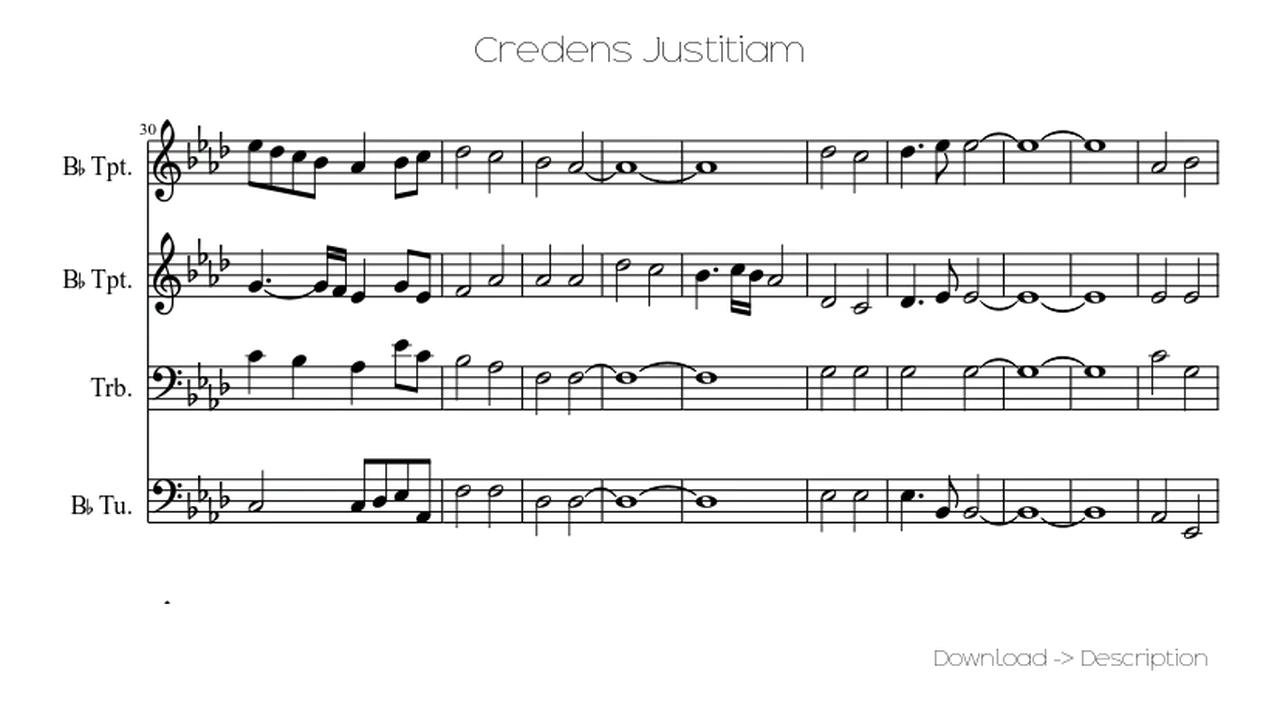 Credens Justitiam
30
B♭ Tpt.
B♭ Tpt.
Trb.
B♭ Tu.
Download -> Description